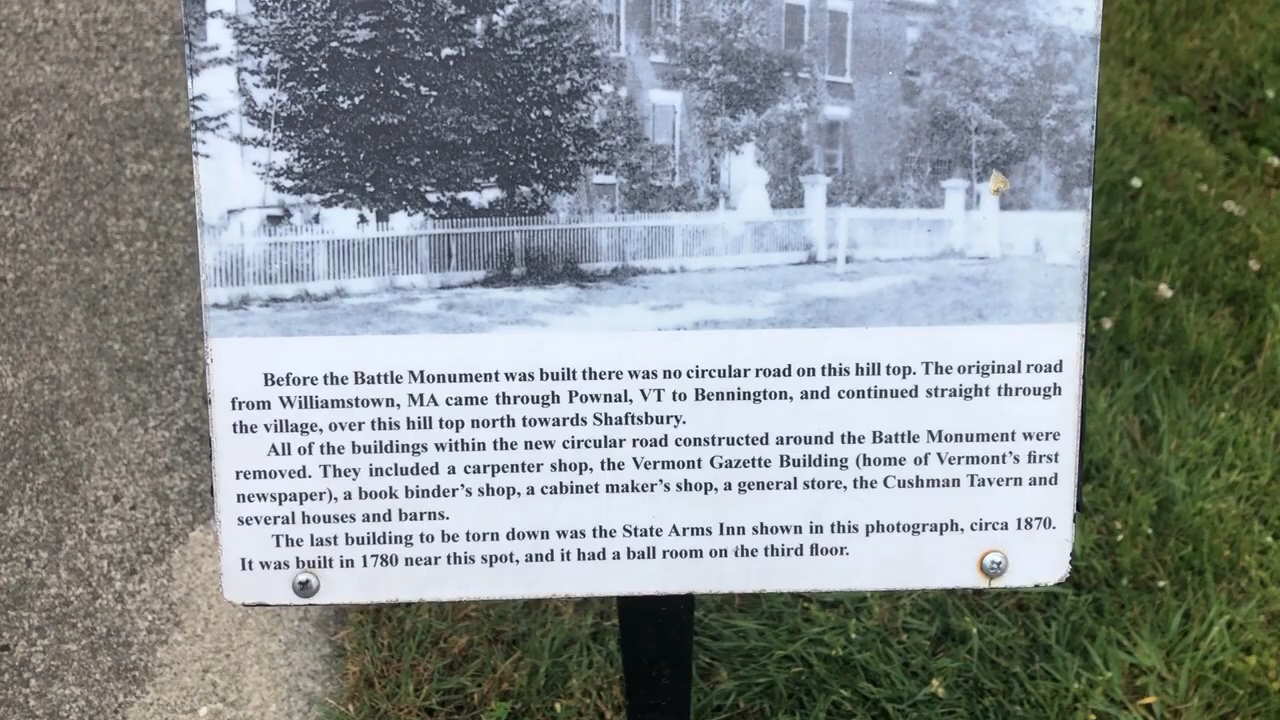 Before the Battle Monument was built there was no circular road on this hill top. The original road
from Williamstown, MA came through Pownal, VT to Bennington, and continued straight through
the village, over this hill top north towards Shaftsbury.
All of the buildings within the new circular road constructed around the Battle Monument were
removed. They included a carpenter shop, the Vermont Gazette Building (home of Vermont's first
newspaper), a book binder's shop, a cabinet maker's shop, a general store, the Cushman Tavern and
several houses and barns.
The last building to be torn down was the State Arms Inn shown in this photograph, circa 1870.
It was built in 1780 near this spot, and it had a ball room on the third floor.